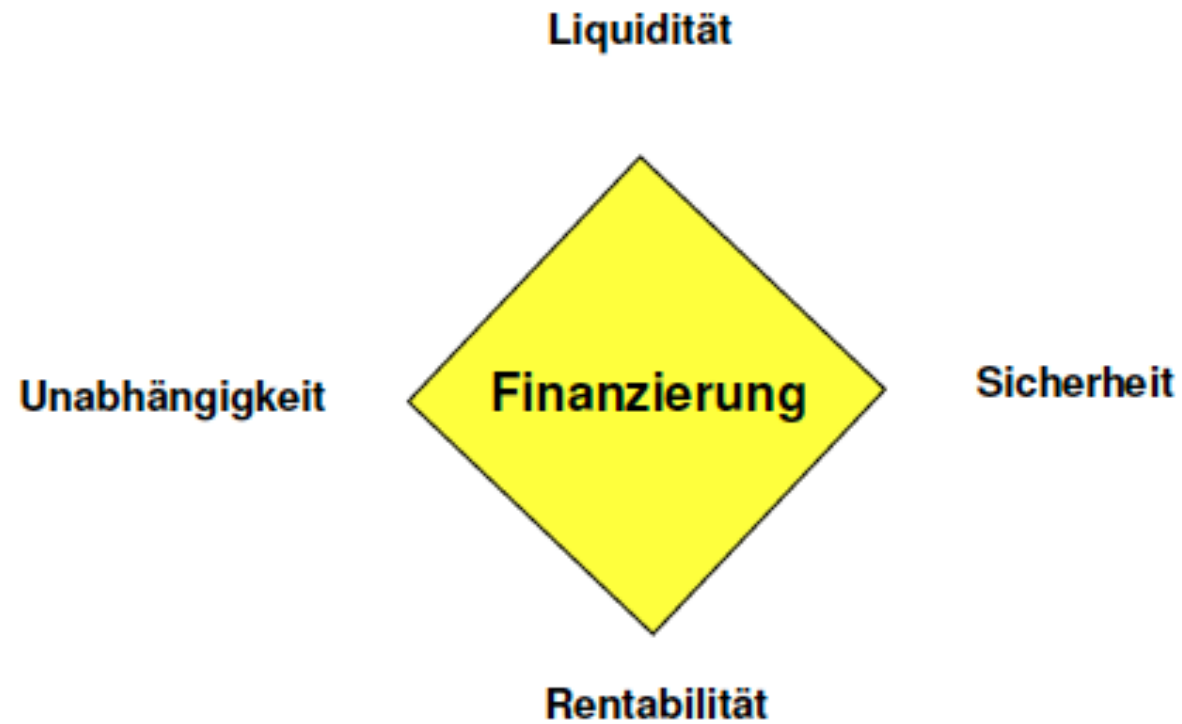 Liquidität
Unabhängigkeit
Finanzierung
Sicherheit
Rentabilität